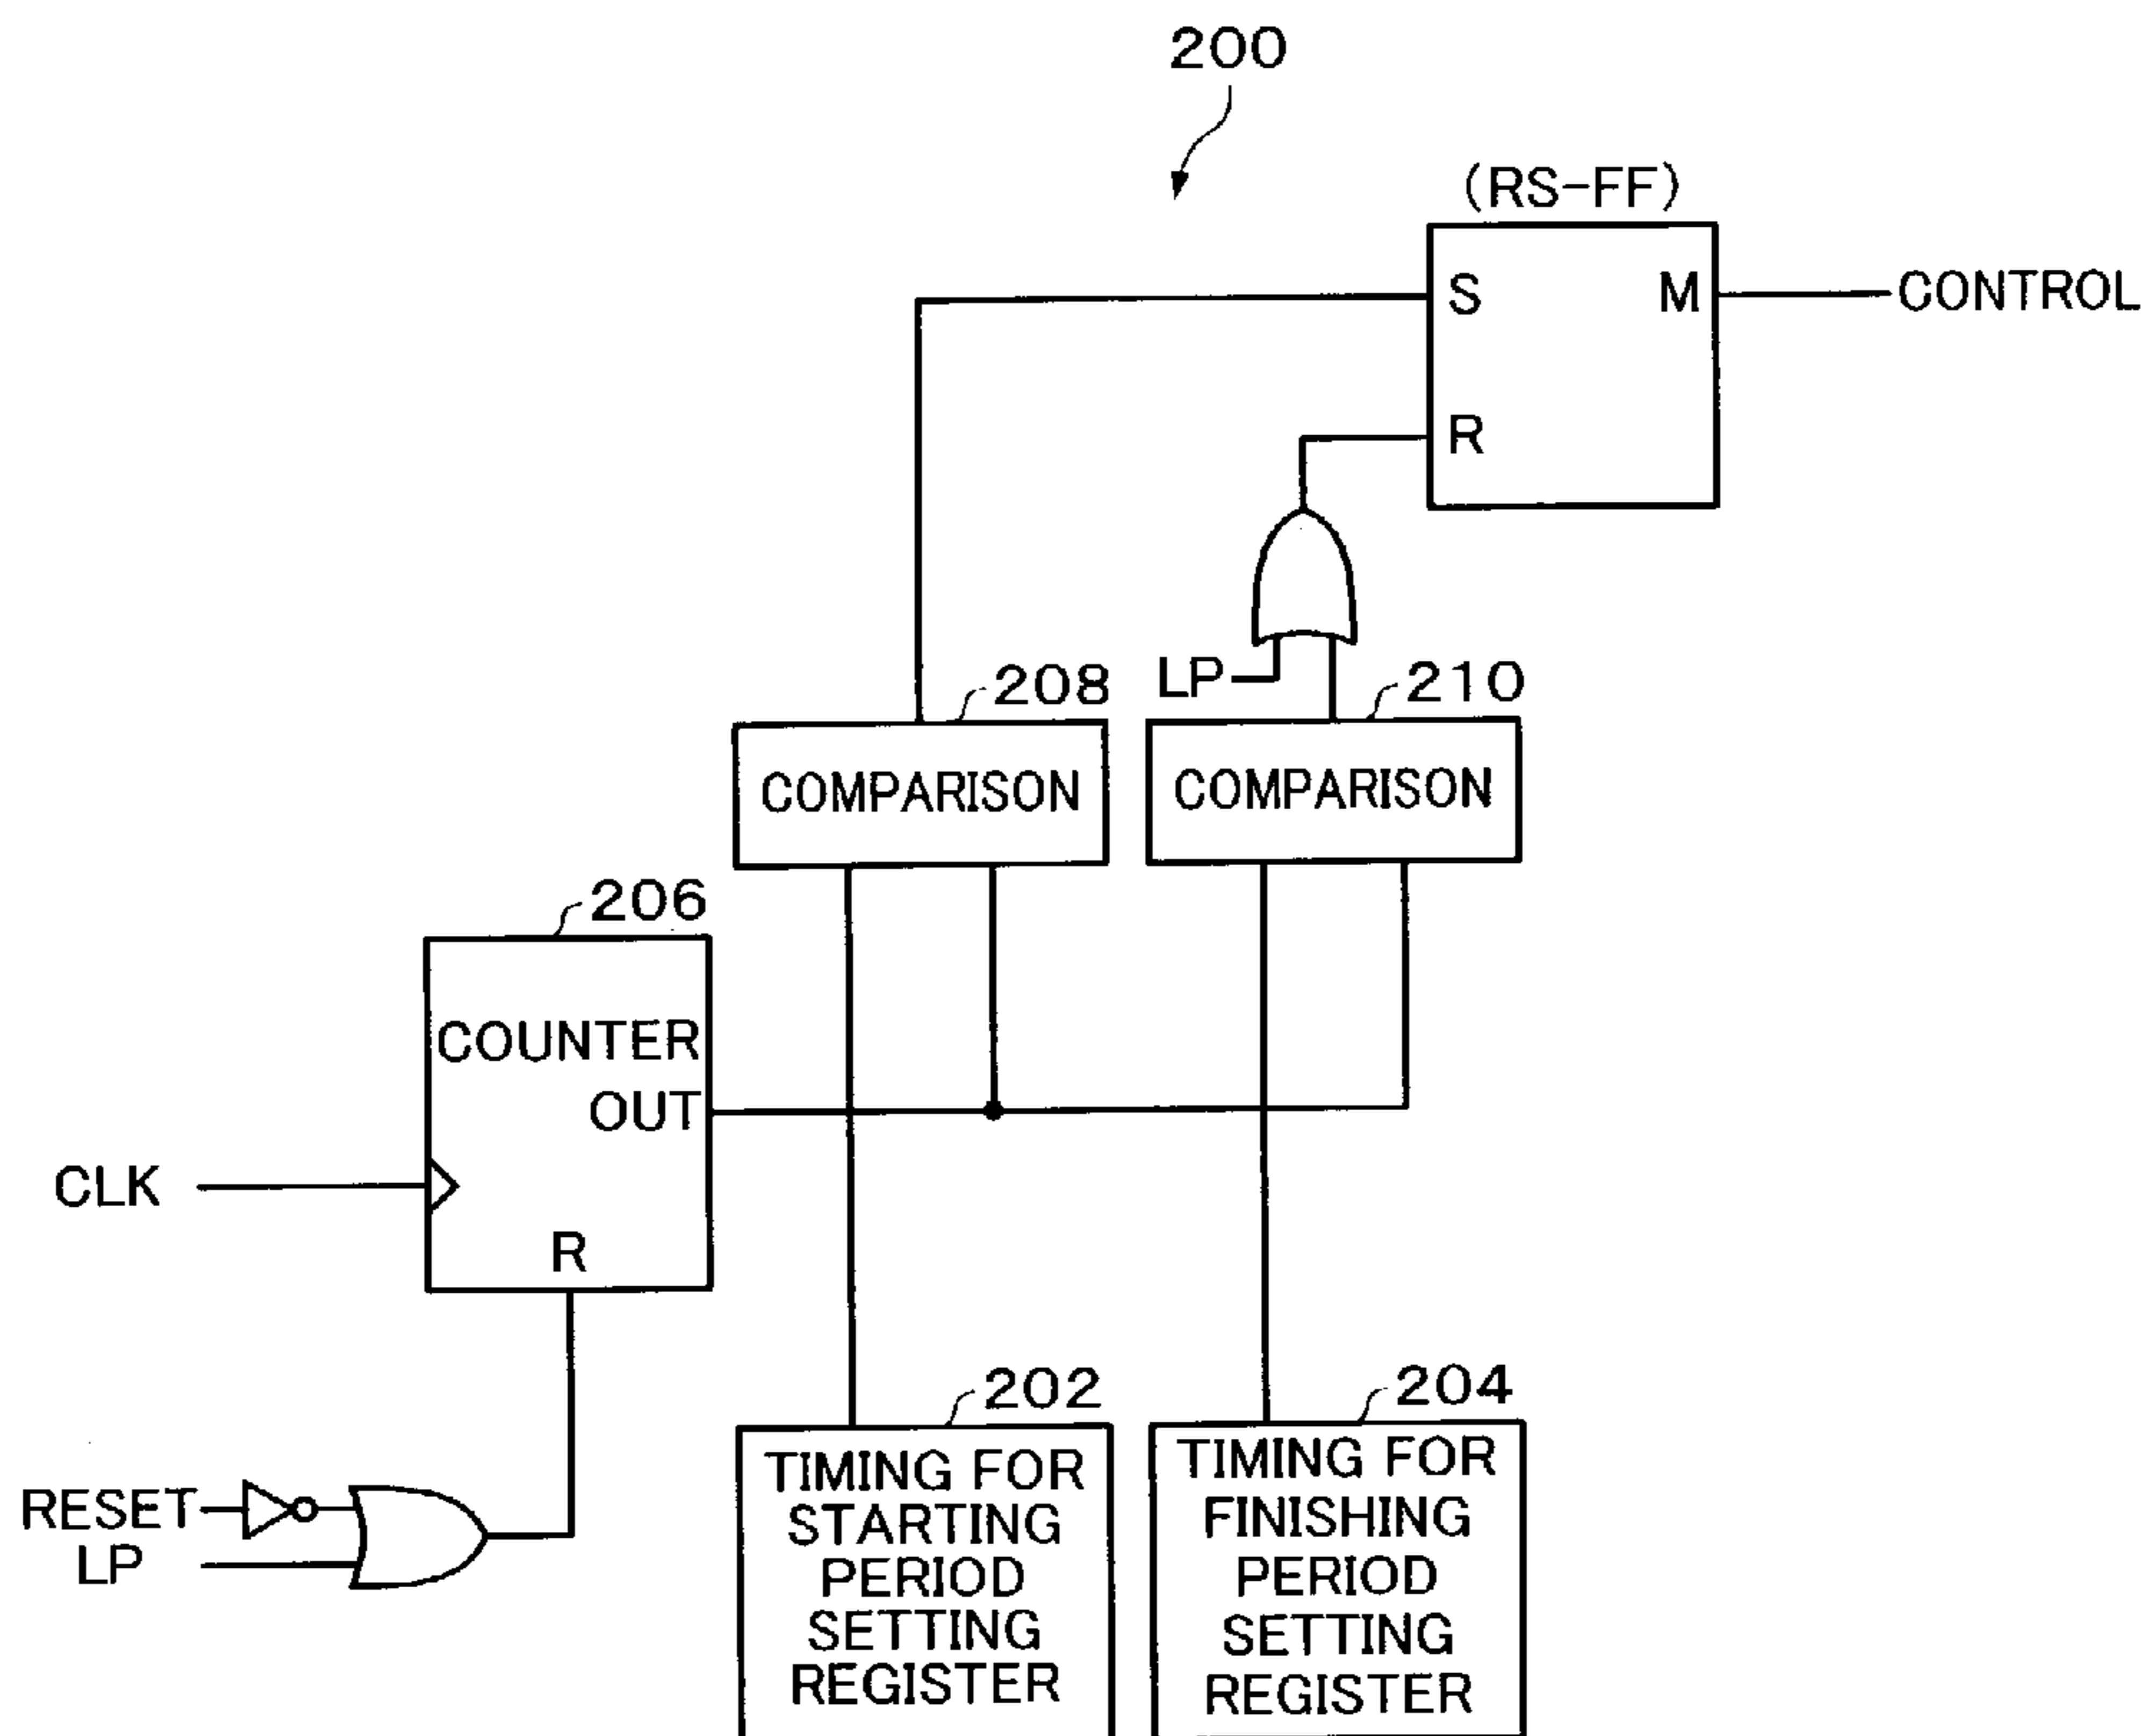 200
(RS-FF)
S
M
CONTROL
R
LP
208
210
COMPARISON
COMPARISON
206
COUNTER
OUT
CLK
R
202
204
TIMING FOR
STARTING
PERIOD
SETTING
REGISTER
TIMING FOR
FINISHING
PERIOD
SETTING
REGISTER
RESET
LP